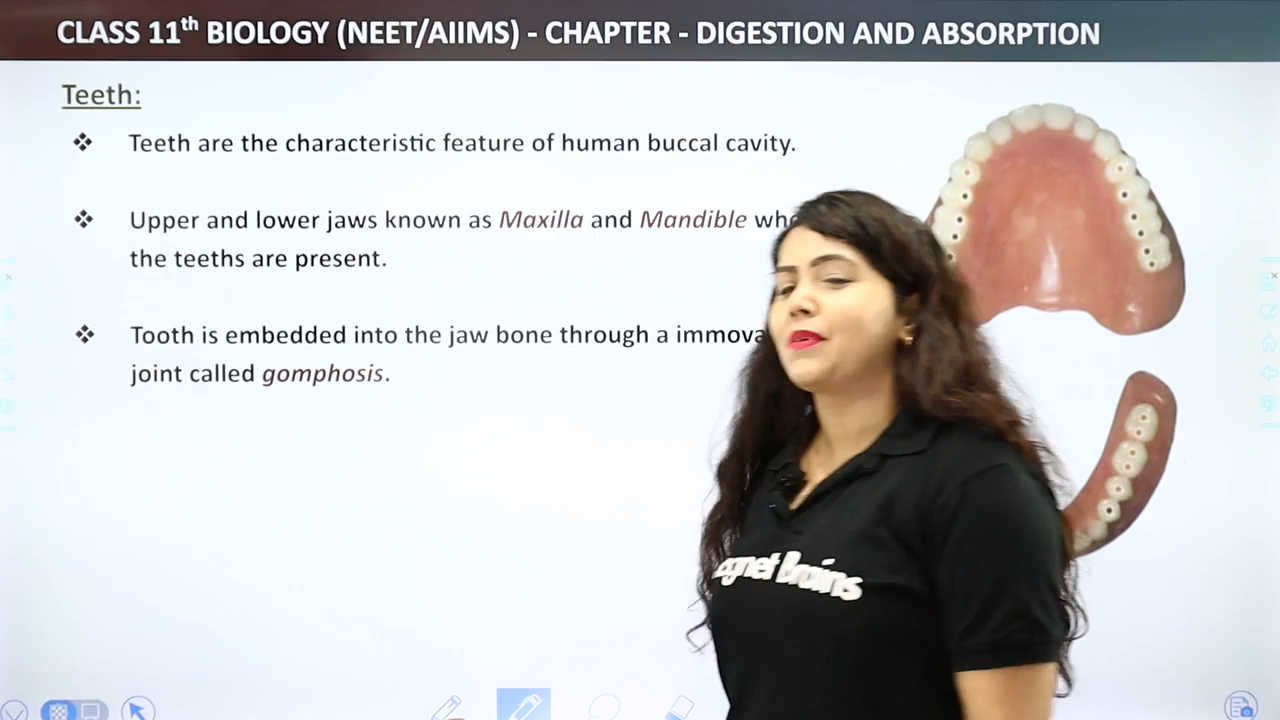 CLASS 11th BIOLOGY (NEET/AIIMS) - CHAPTER - DIGESTION AND ABSORPTION
Teeth:
❖ Teeth are the characteristic feature of human buccal cavity.
❖ Upper and lower jaws known as Maxilla and Mandible
the teeths are present.
❖ Tooth is embedded into the jaw bone through a
joint called gomphosis.
Brains